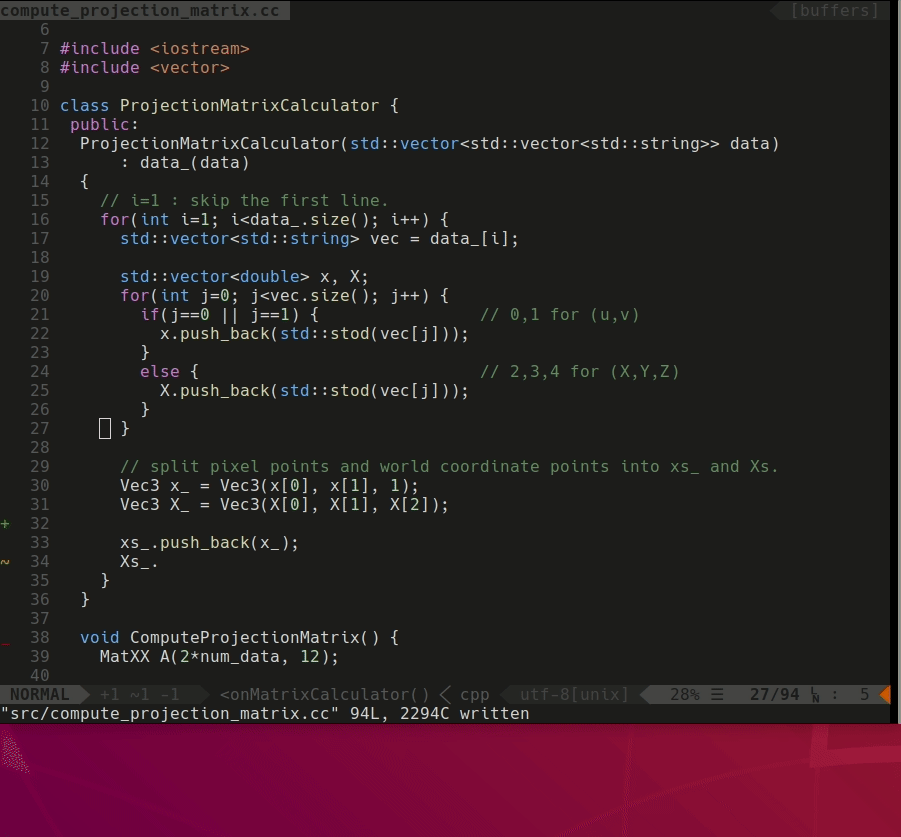 compute_projection_matrix.cc [buffers]
6
7 #include <iostream>
8 #include <vector>
9
10 class ProjectionMatrixCalculator {
11 public:
12 ProjectionMatrixCalculator(std::vector<std::vector<std::string>> data)
13 : data_(data)
14 {
15 // i=1 : skip the first line.
16 for(int i=1; i<data_.size(); i++) {
17 std::vector<std::string> vec = data_[i];
18
19 std::vector<double> x, X;
20 for(int j=0; j<vec.size(); j++) {
21 if(j==0 || j==1) { // 0,1 for (u,v)
22 x.push_back(std::stod(vec[j]));
23 }
24 else { // 2,3,4 for (X,Y,Z)
25 X.push_back(std::stod(vec[j]));
26 }
27 }
28
29 // split pixel points and world coordinate points into xs_ and Xs.
30 Vec3 x_ = Vec3(x[0], x[1], 1);
31 Vec3 X_ = Vec3(X[0], X[1], X[2]);
+ 32
33 xs_.push_back(x_);
~ 34 Xs_.
35 }
36 }
37
_ 38 void ComputeProjectionMatrix() {
39 MatXX A(2*num_data, 12);
40
NORMAL +1 ~1 -1 <onMatrixCalculator() < cpp utf-8[unix] 28% ☰ 27/94 ㏑ : 5
"src/compute_projection_matrix.cc" 94L, 2294C written